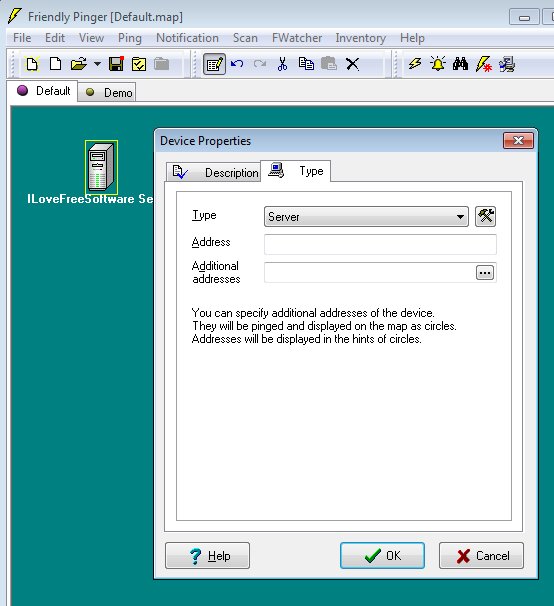 Friendly Pinger [Default.map]
File Edit View Ping Notification Scan FWatcher Inventory Help
Default Demo
Device Properties
Description Type
ILoveFreeSoftware Se
Type Server
Address
Additional
addresses
...
You can specify additional addresses of the device.
They will be pinged and displayed on the map as circles.
Addresses will be displayed in the hints of circles.
? Help OK Cancel